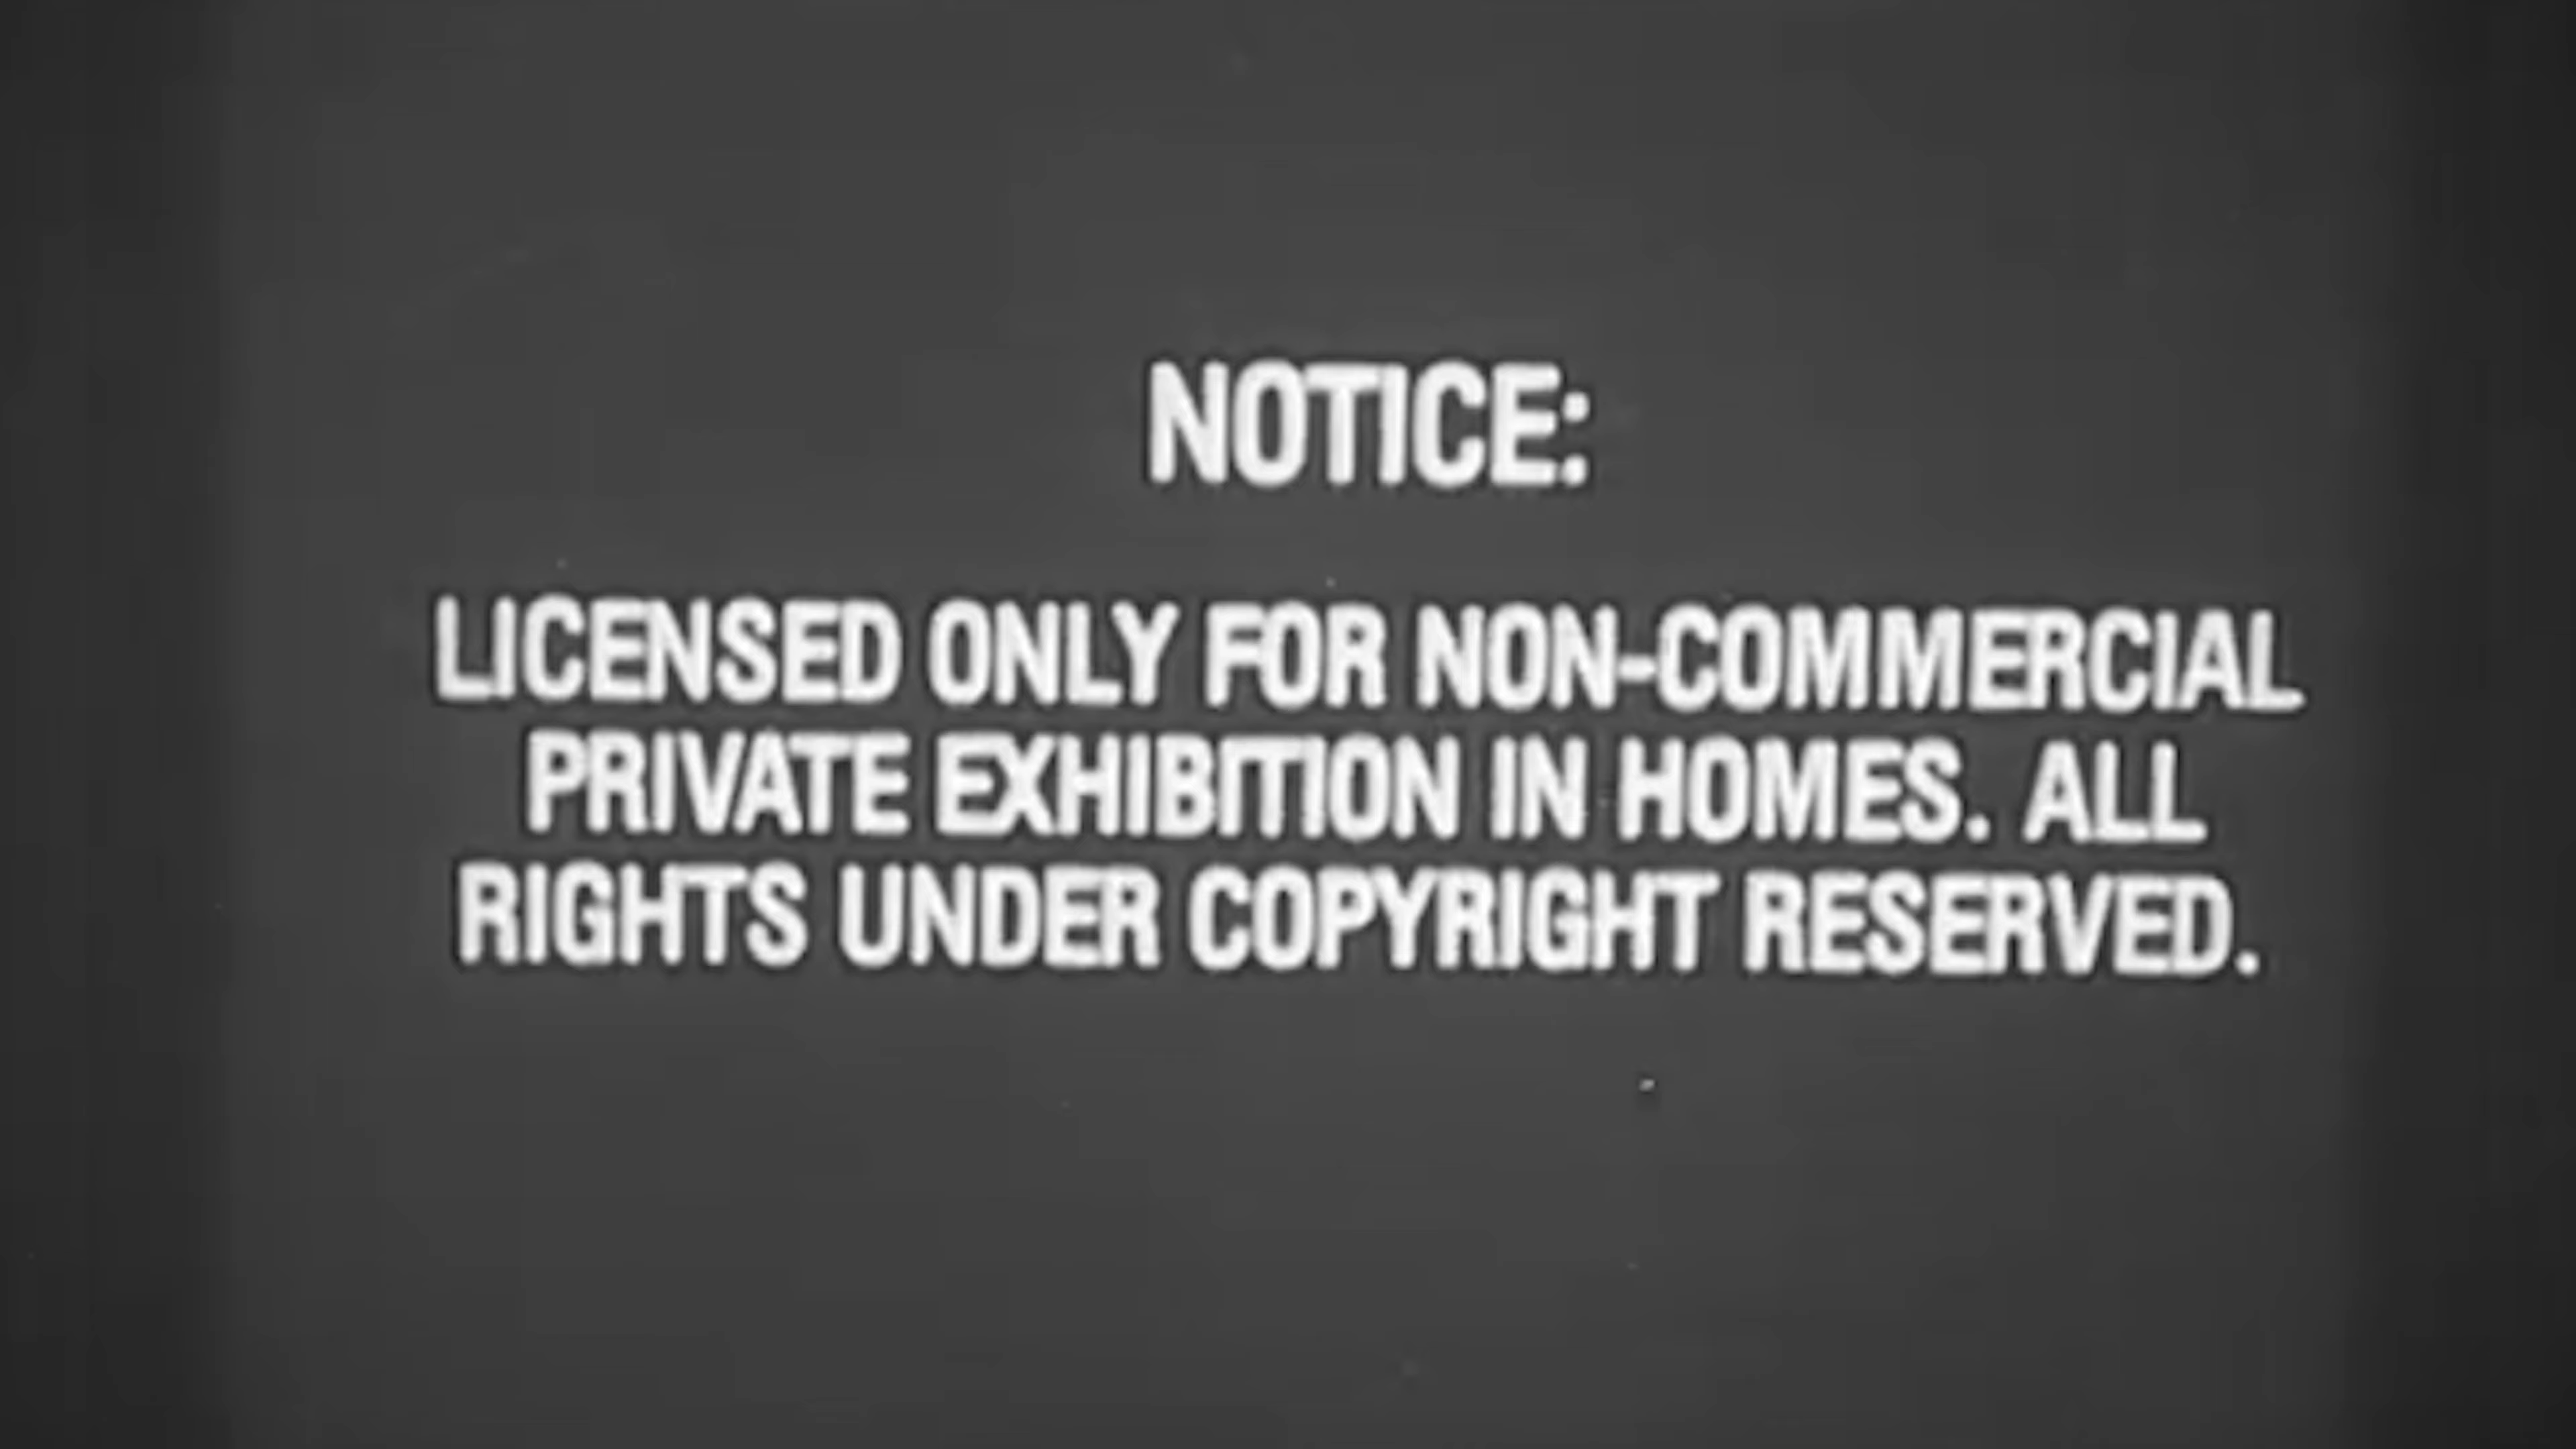 NOTICE:
LICENSED ONLY FOR NON-COMMERCIAL
PRIVATE EXHIBITION IN HOMES. ALL
RIGHTS UNDER COPYRIGHT RESERVED.